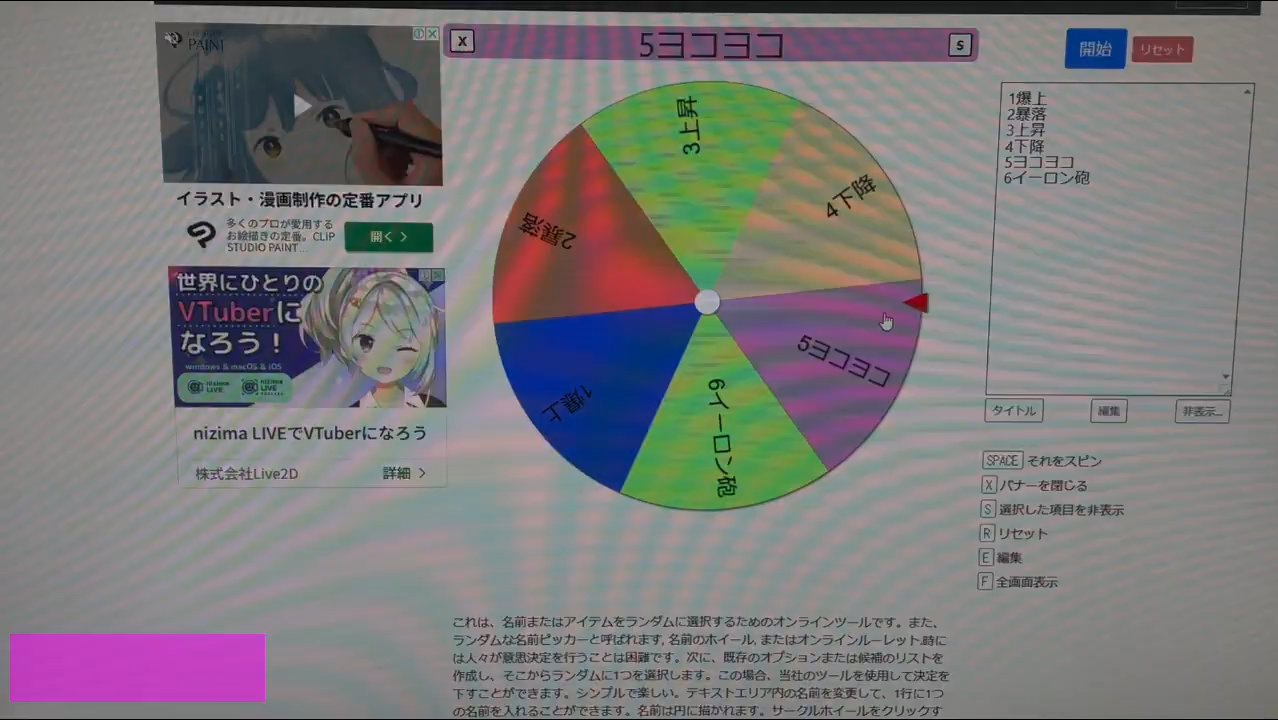 PAINT
イラスト・漫画制作の定番アプリ
多くのプロが愛用する
お絵描きの定番。CLIP
STUDIO PAINT...
開く >
世界にひとりの
VTuberに
なろう！
windows & macOS & iOS
nizima LIVE
nizima LIVE
nizima LIVEでVTuberになろう
株式会社Live2D
詳細 >
X
5ヨコヨコ
S
3上昇
4下降
2暴落
5ヨコヨコ
1爆上
6イーロン砲
開始
リセット
1爆上
2暴落
3上昇
4下降
5ヨコヨコ
6イーロン砲
タイトル
編集
非表示...
SPACE それをスピン
X バナーを閉じる
S 選択した項目を非表示
R リセット
E 編集
F 全画面表示
これは、名前またはアイテムをランダムに選択するためのオンラインツールです。また、
ランダムな名前ピッカーと呼ばれます, 名前のホイール, またはオンラインルーレット,時に
は人々が意思決定を行うことは困難です。次に、既存のオプションまたは候補のリストを
作成し、そこからランダムに1つを選択します。この場合、当社のツールを使用して決定を
下すことができます。シンプルで楽しい。テキストエリア内の名前を変更して、1行に1つ
の名前を入れることができます。名前は円に描かれます。サークルホイールをクリックす